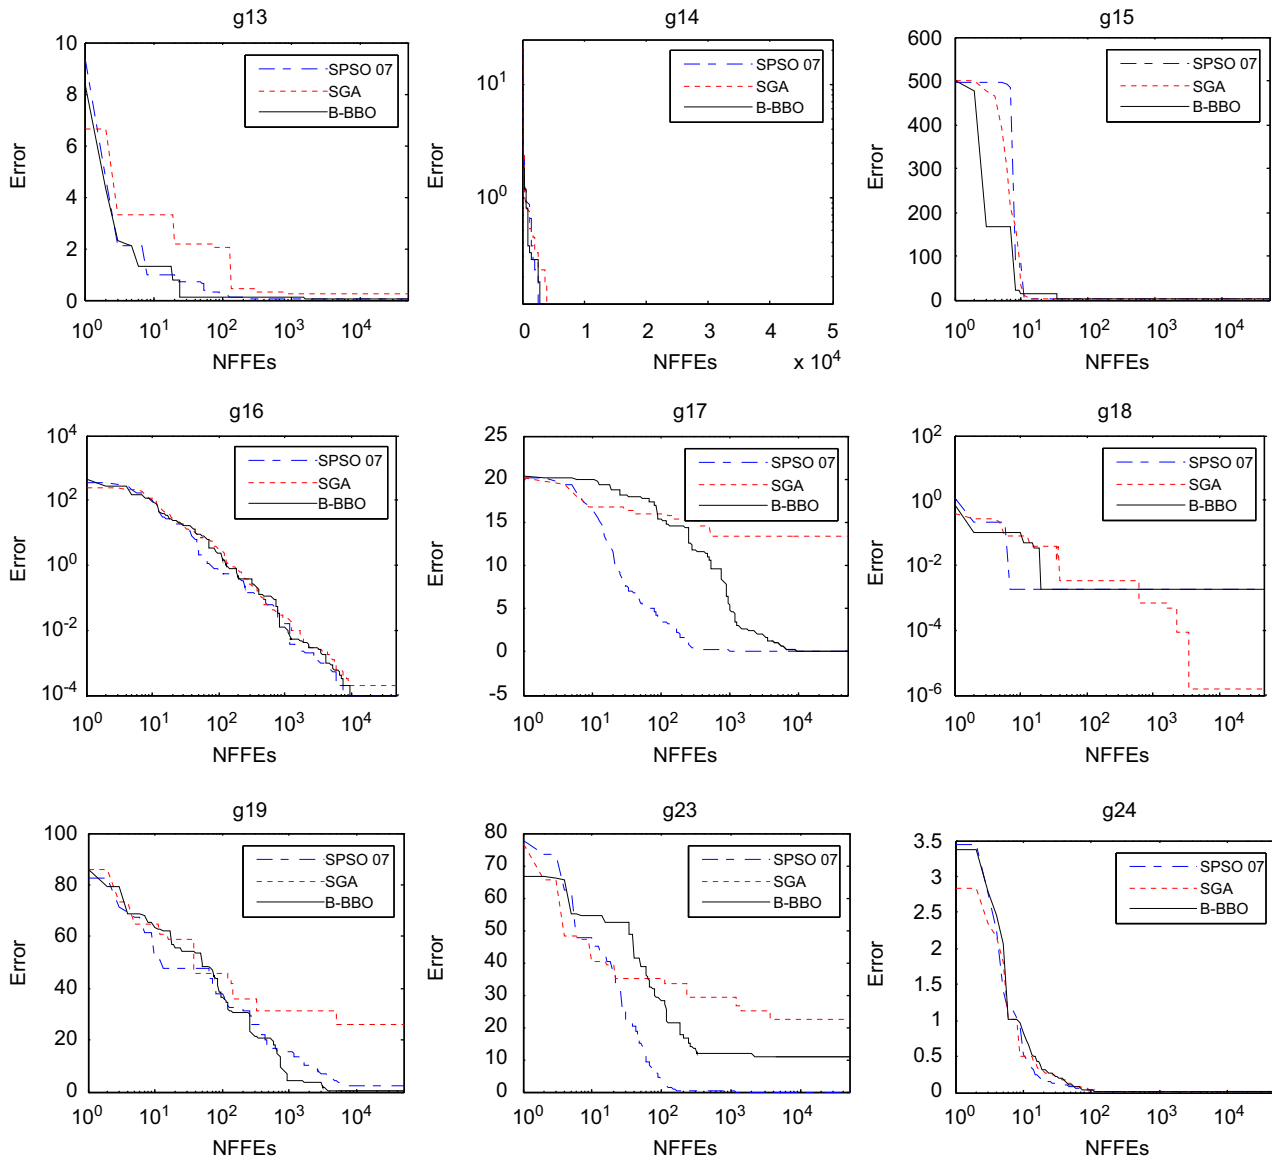 g13
10
8
6
4
2
0
Error
SPSO 07
SGA
B-BBO
10^0 10^1 10^2 10^3 10^4
NFFEs
g14
10^1
10^0
Error
SPSO 07
SGA
B-BBO
0 1 2 3 4 5
x 10^4
NFFEs
g15
600
500
400
300
200
100
0
Error
SPSO 07
SGA
B-BBO
10^0 10^1 10^2 10^3 10^4
NFFEs
g16
10^4
10^2
10^0
10^-2
10^-4
Error
SPSO 07
SGA
B-BBO
10^0 10^1 10^2 10^3 10^4
NFFEs
g17
25
20
15
10
5
0
-5
Error
SPSO 07
SGA
B-BBO
10^0 10^1 10^2 10^3 10^4
NFFEs
g18
10^2
10^0
10^-2
10^-4
10^-6
Error
SPSO 07
SGA
B-BBO
10^0 10^1 10^2 10^3 10^4
NFFEs
g19
100
80
60
40
20
0
Error
SPSO 07
SGA
B-BBO
10^0 10^1 10^2 10^3 10^4
NFFEs
g23
80
70
60
50
40
30
20
10
0
Error
SPSO 07
SGA
B-BBO
10^0 10^1 10^2 10^3 10^4
NFFEs
g24
3.5
3
2.5
2
1.5
1
0.5
0
Error
SPSO 07
SGA
B-BBO
10^0 10^1 10^2 10^3 10^4
NFFEs